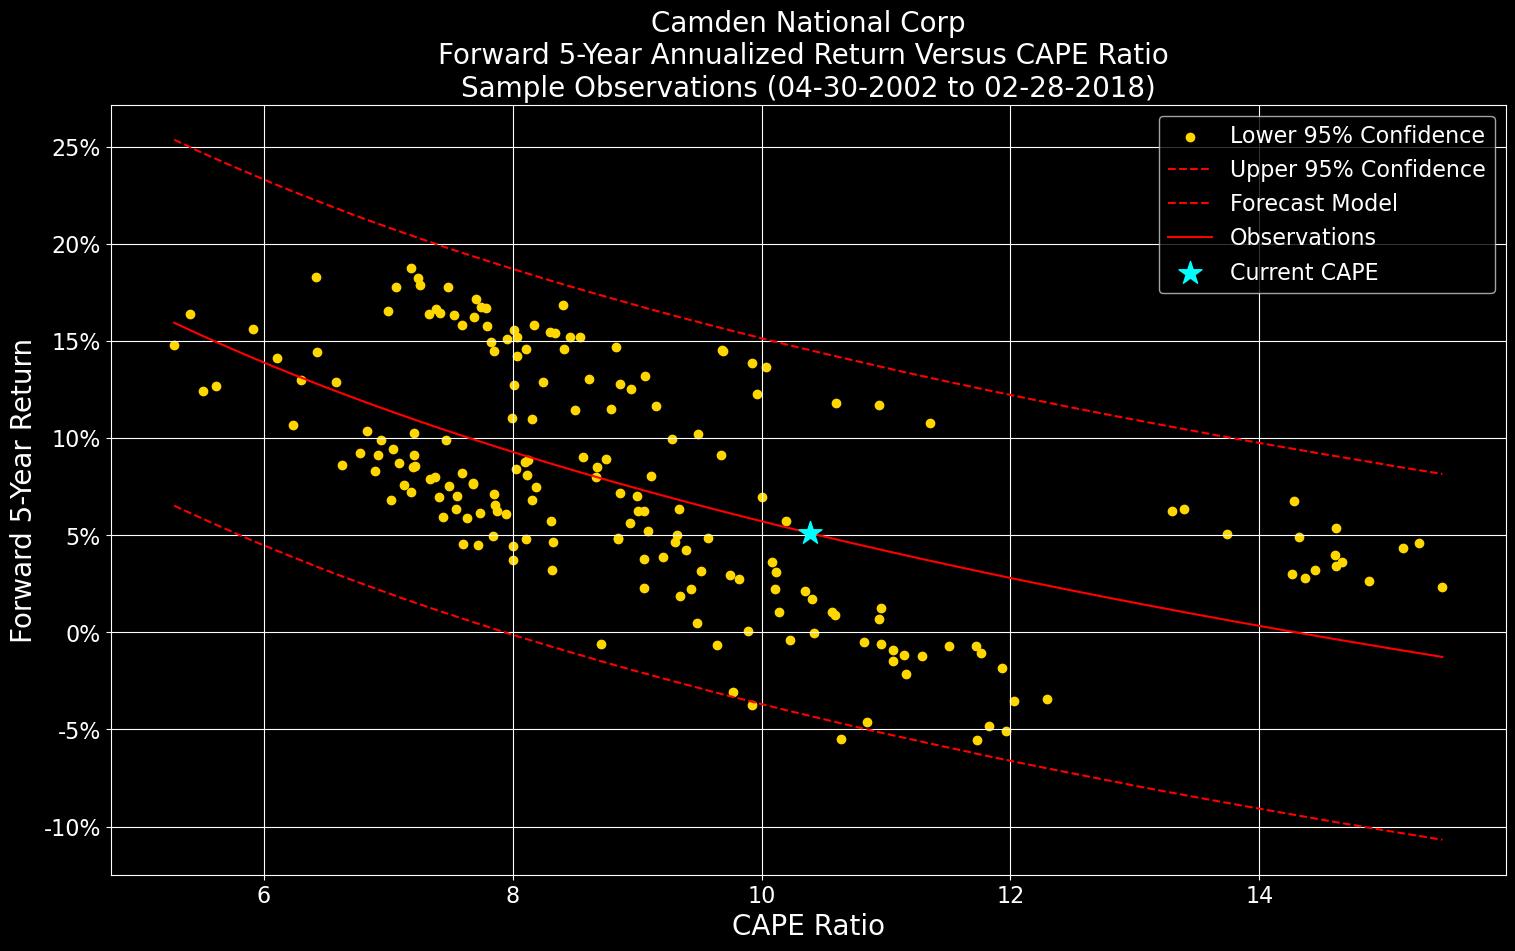 Camden National Corp
Forward 5-Year Annualized Return Versus CAPE Ratio
Sample Observations (04-30-2002 to 02-28-2018)
Lower 95% Confidence
Upper 95% Confidence
Forecast Model
Observations
Current CAPE
Forward 5-Year Return
25%
20%
15%
10%
5%
0%
-5%
-10%
6 8 10 12 14
CAPE Ratio